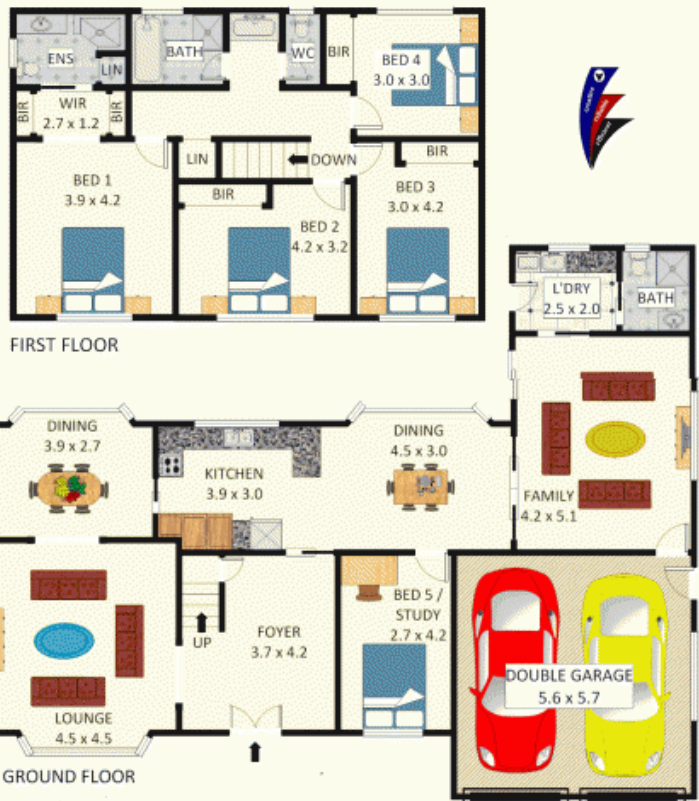 ENS
LIN
BATH
WC
BIR
BED 4
3.0 x 3.0
BIR
WIR
2.7 x 1.2
BIR
LIN
DOWN
BIR
BED 1
3.9 x 4.2
BIR
BED 2
4.2 x 3.2
BED 3
3.0 x 4.2
FIRST FLOOR
creative
reliable
efficient
L'DRY
2.5 x 2.0
BATH
DINING
3.9 x 2.7
KITCHEN
3.9 x 3.0
DINING
4.5 x 3.0
FAMILY
4.2 x 5.1
UP
FOYER
3.7 x 4.2
BED 5 /
STUDY
2.7 x 4.2
DOUBLE GARAGE
5.6 x 5.7
LOUNGE
4.5 x 4.5
GROUND FLOOR